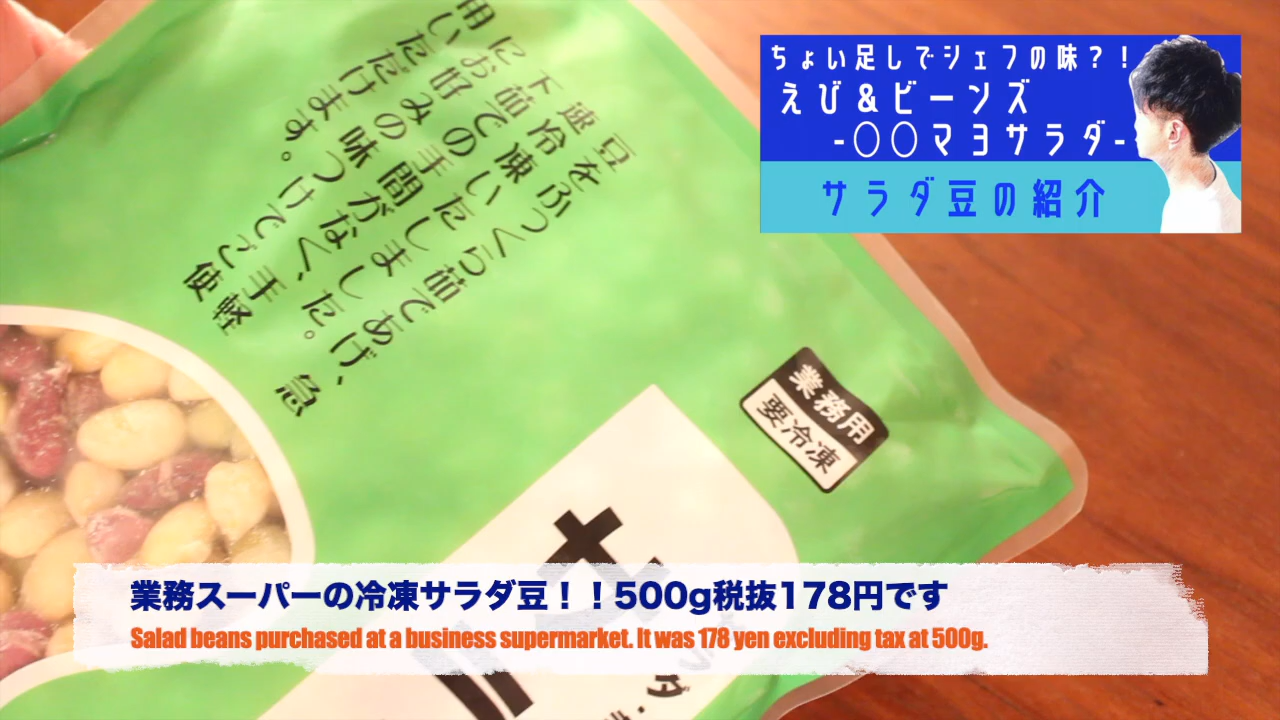 ちょい足しでシェフの味？！
えび＆ビーンズ
-〇〇マヨサラダ-
サラダ豆の紹介
豆をふっくら茹であげ、急
速冷凍いたしました。
下茹での手間がなく、手軽
にお好みの味つけでご使
用いただけます。
業務用
要冷凍
業務スーパーの冷凍サラダ豆！！500g税抜178円です
Salad beans purchased at a business supermarket. It was 178 yen excluding tax at 500g.